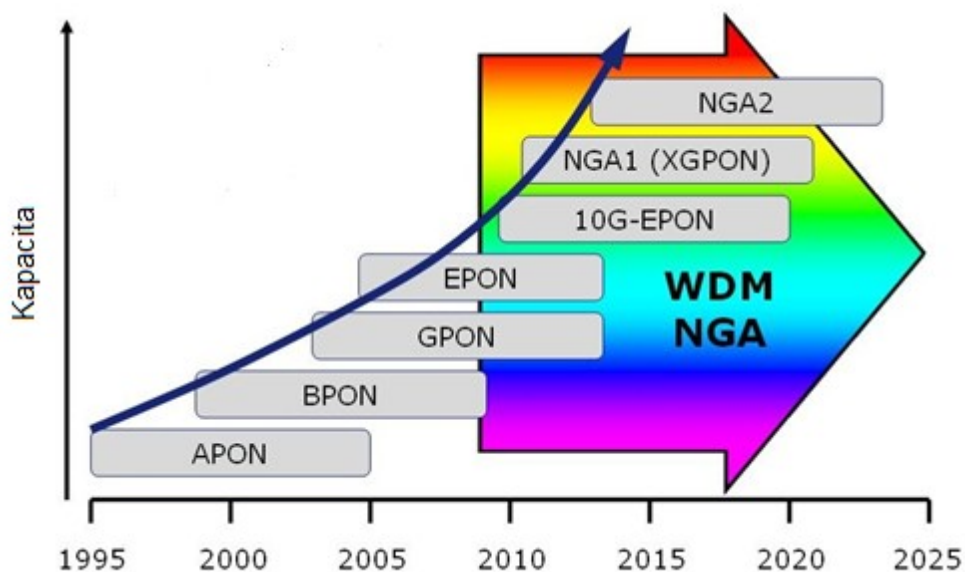 NGA2
NGA1 (XGPON)
10G-EPON
EPON
WDM
NGA
GPON
BPON
APON
Kapacita
1995 2000 2005 2010 2015 2020 2025